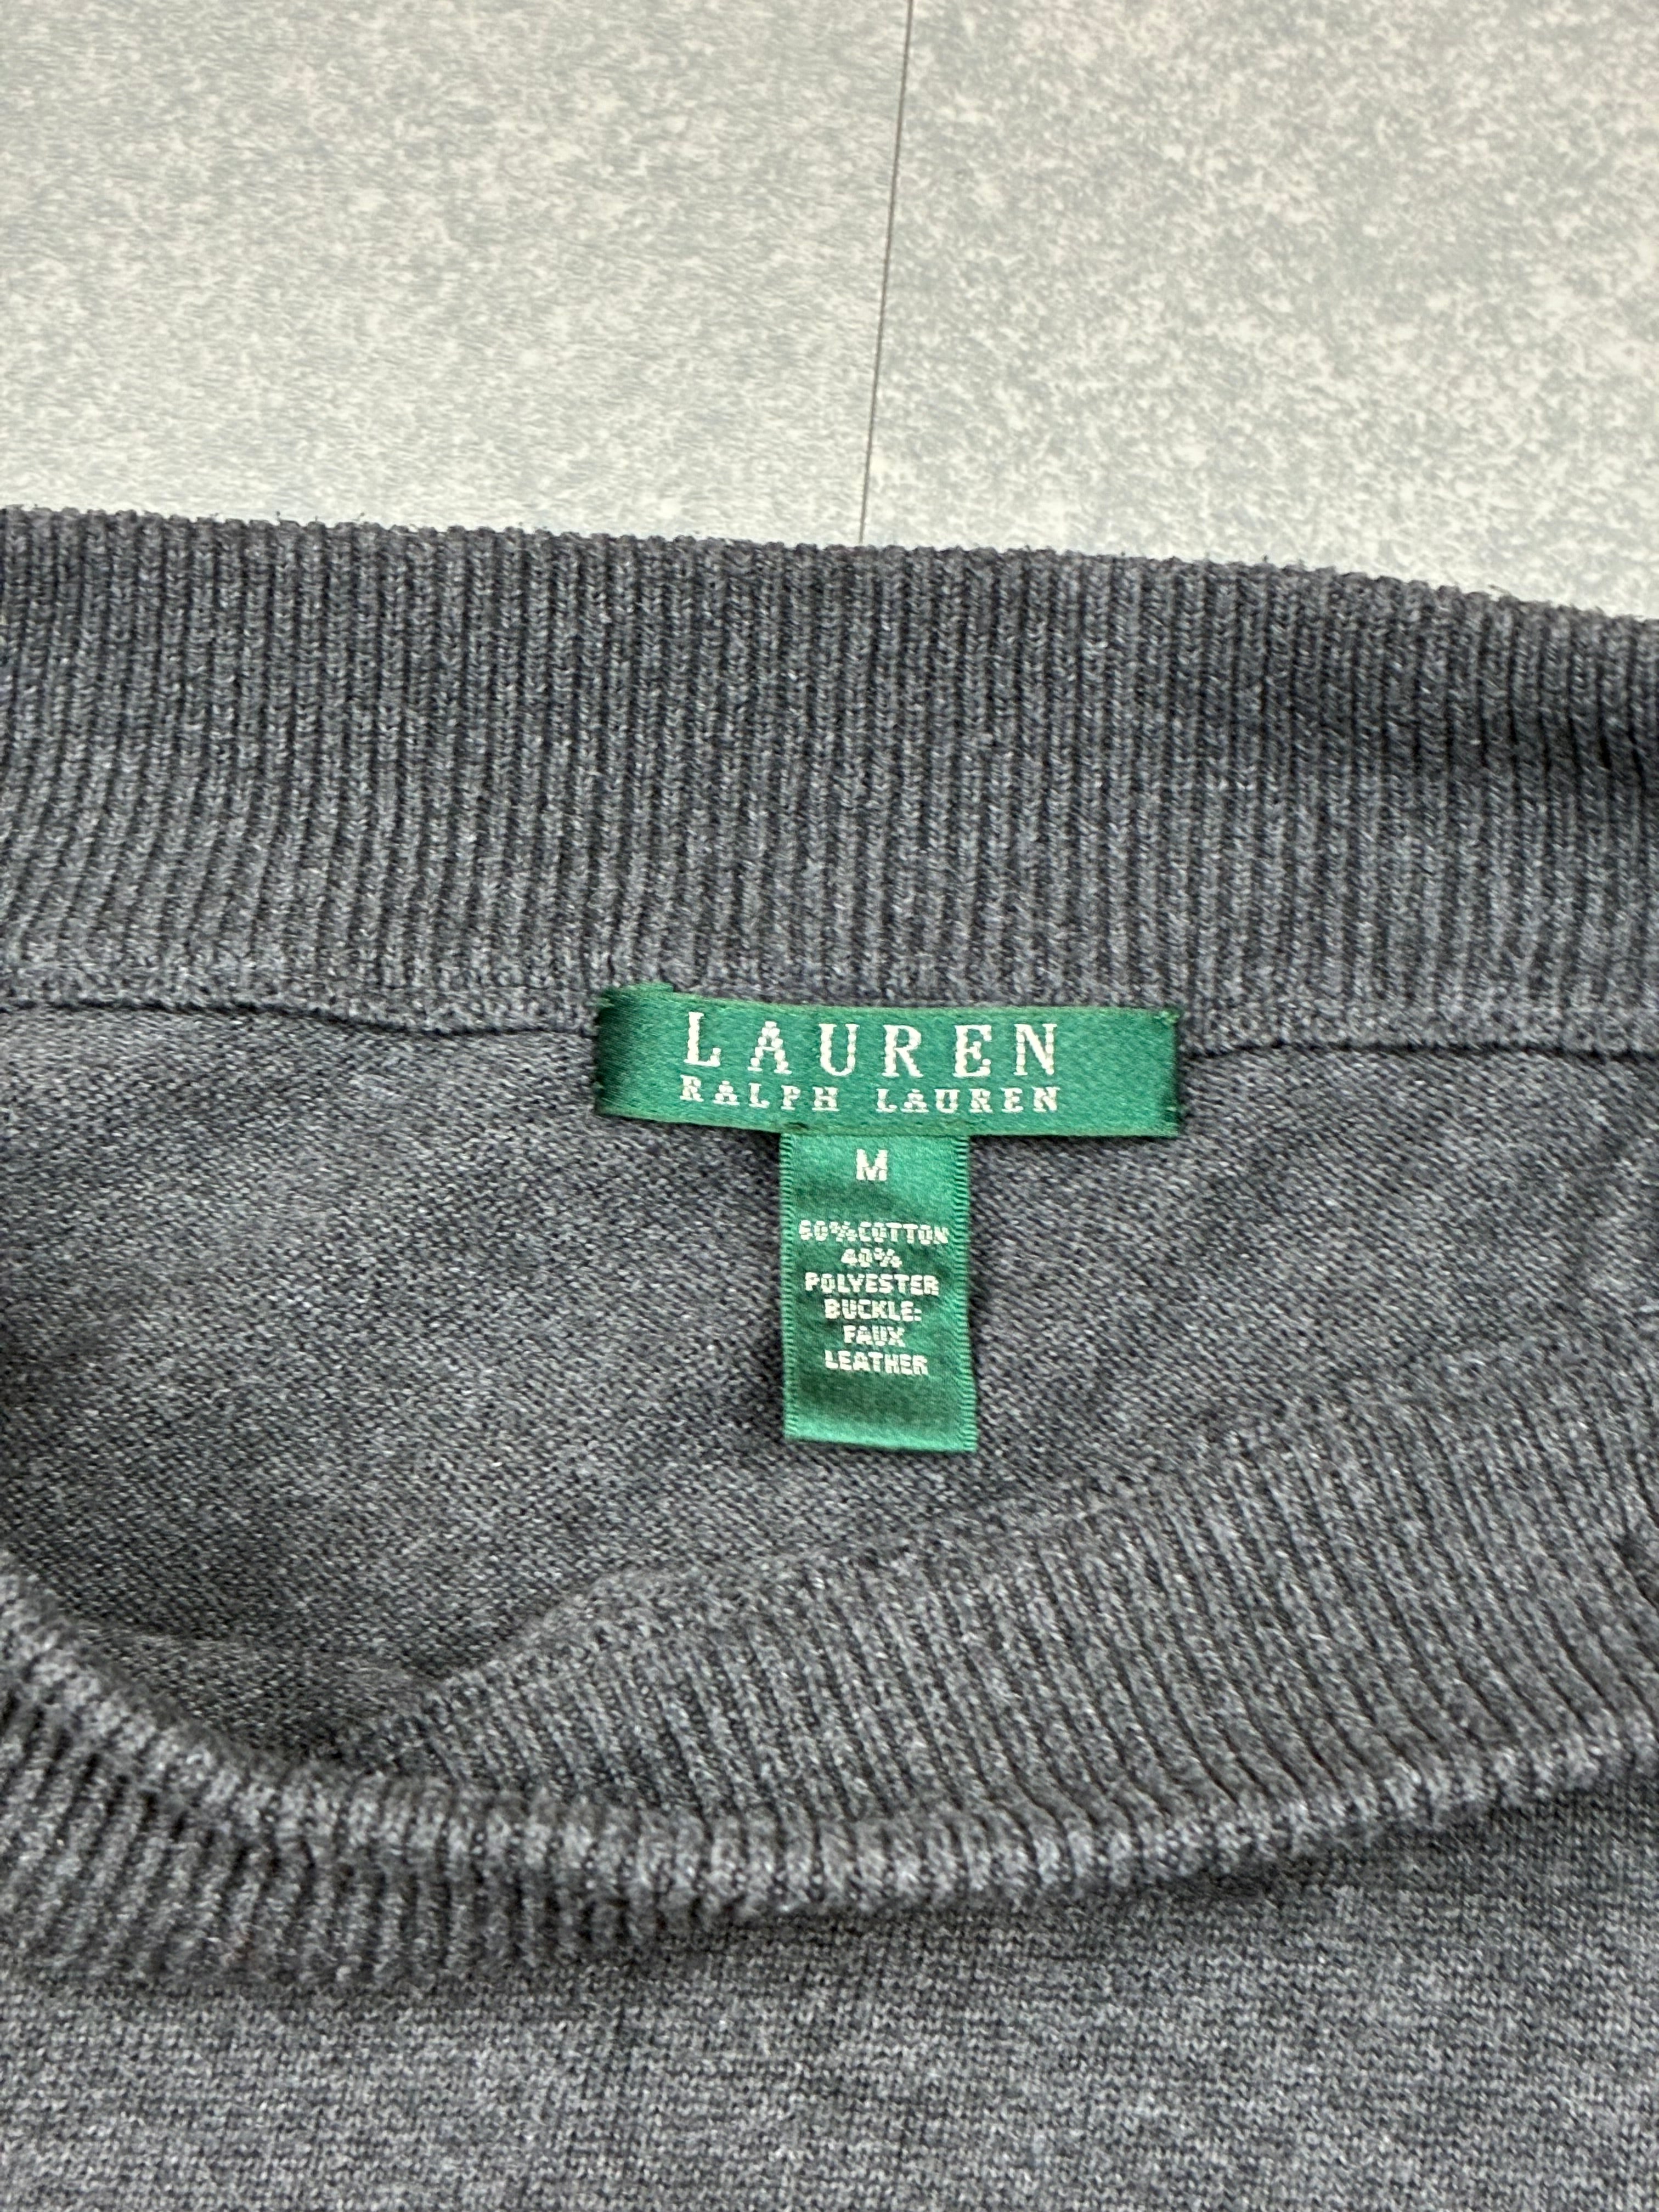 LAUREN
RALPH LAUREN
M
60%COTTON
40%
POLYESTER
BUCKLE:
FAUX
LEATHER